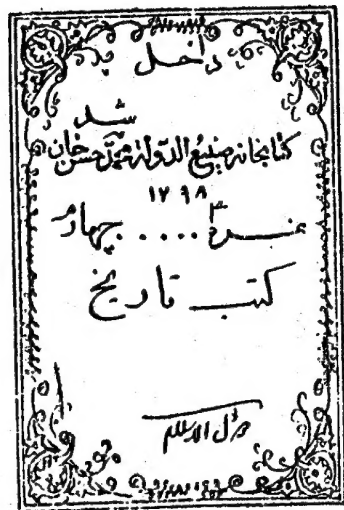 داخل
شد
کتابخانه صنیع الدوله محمد حسن خان
۱۲۹۸
نمرهٔ .... چهارم
کتب تاریخ